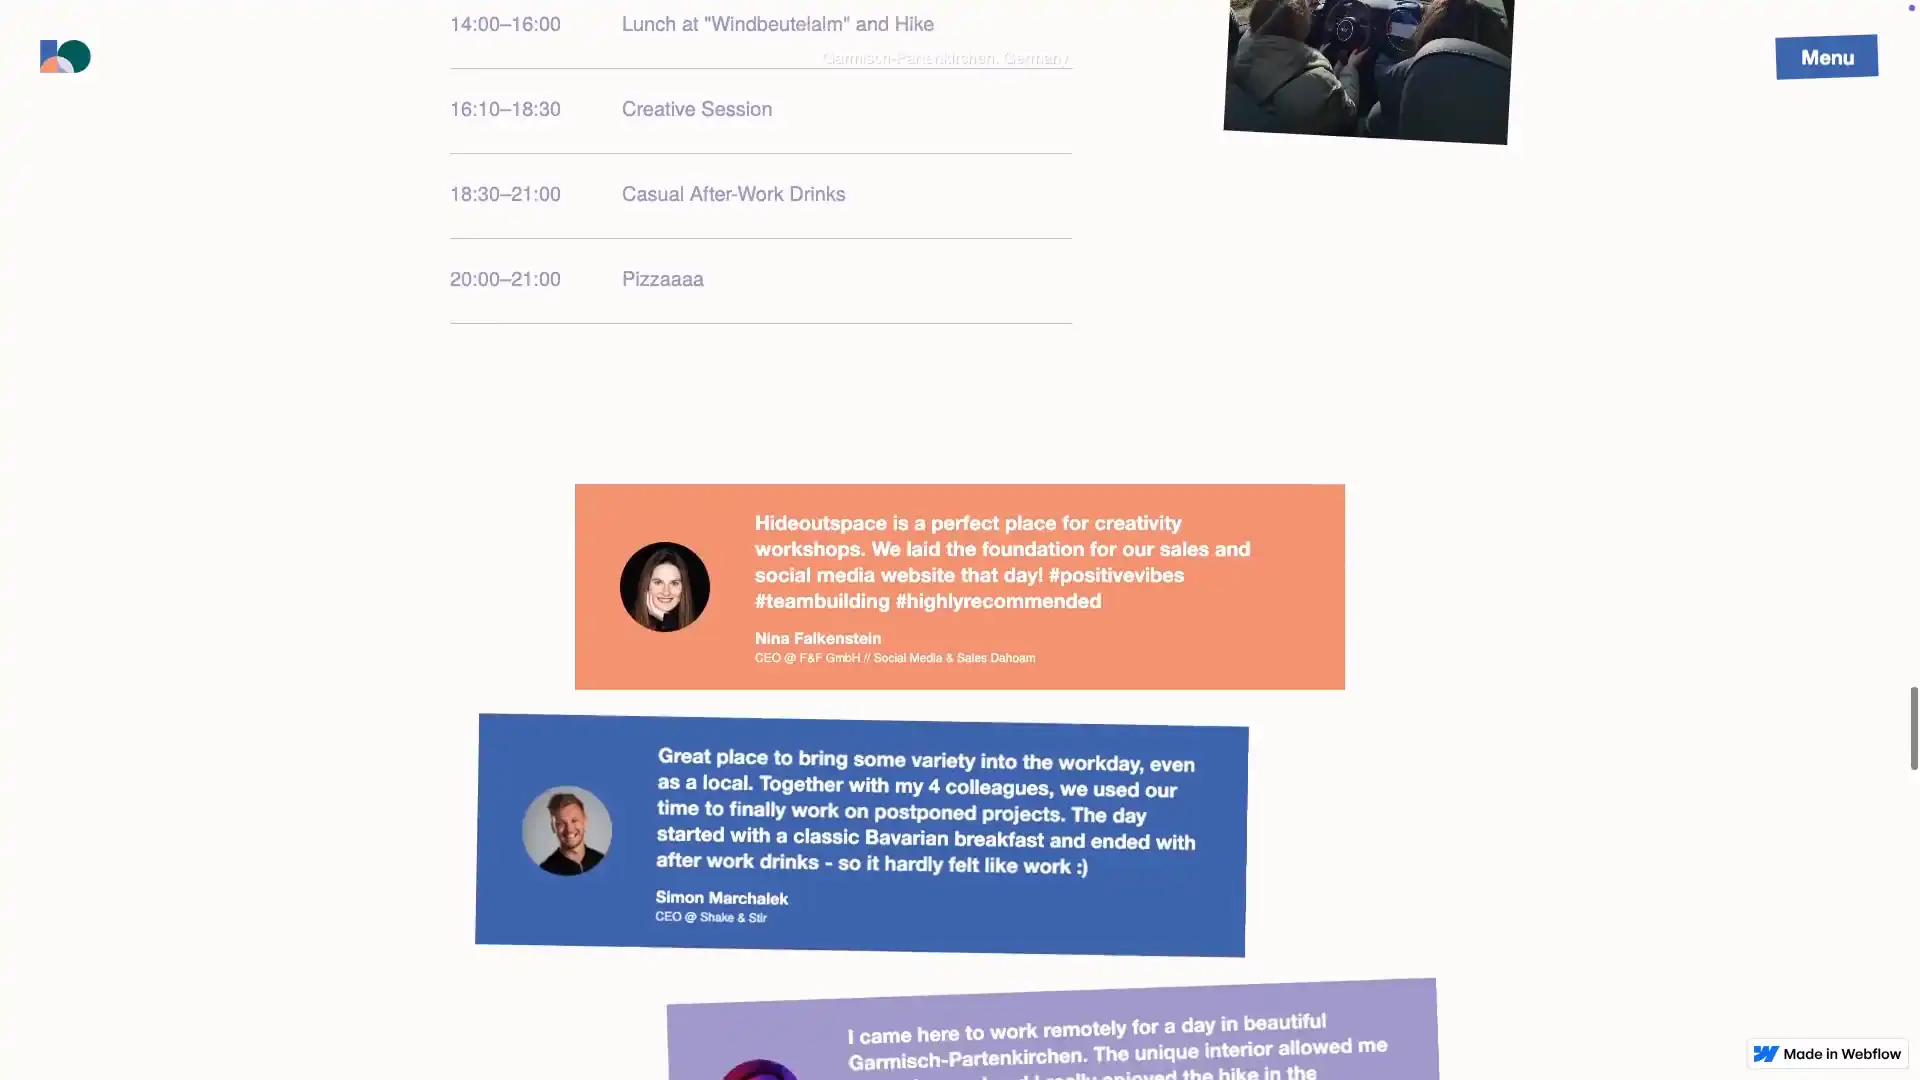 14:00–16:00 Lunch at "Windbeutelalm" and Hike
Garmisch-Partenkirchen, Germany
Menu
16:10–18:30 Creative Session
18:30–21:00 Casual After-Work Drinks
20:00–21:00 Pizzaaaa
Hideoutspace is a perfect place for creativity
workshops. We laid the foundation for our sales and
social media website that day! #positivevibes
#teambuilding #highlyrecommended
Nina Falkenstein
CEO @ F&F GmbH // Social Media & Sales Dahoam
Great place to bring some variety into the workday, even
as a local. Together with my 4 colleagues, we used our
time to finally work on postponed projects. The day
started with a classic Bavarian breakfast and ended with
after work drinks - so it hardly felt like work :)
Simon Marchalek
CEO @ Shake & Stir
I came here to work remotely for a day in beautiful
Garmisch-Partenkirchen. The unique interior allowed me
I really enjoyed the hike in the
Made in Webflow